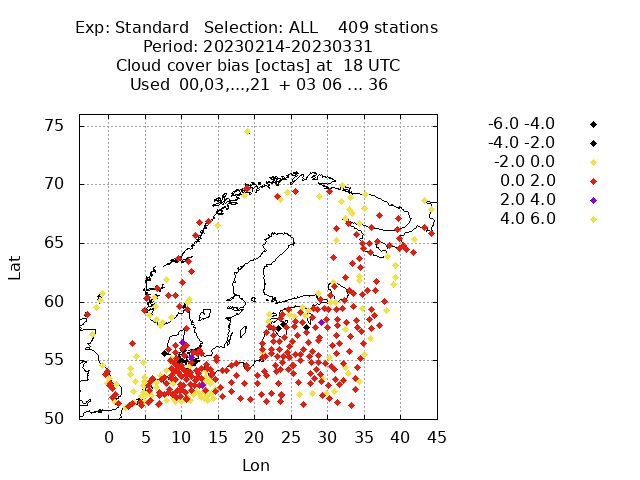 Exp: Standard   Selection: ALL    409 stations
Period: 20230214-20230331
Cloud cover bias [octas] at  18 UTC
Used  00,03,...,21  + 03 06 ... 36
-6.0 -4.0
-4.0 -2.0
-2.0 0.0
0.0 2.0
2.0 4.0
4.0 6.0
75
70
65
60
55
50
Lat
0 5 10 15 20 25 30 35 40 45
Lon